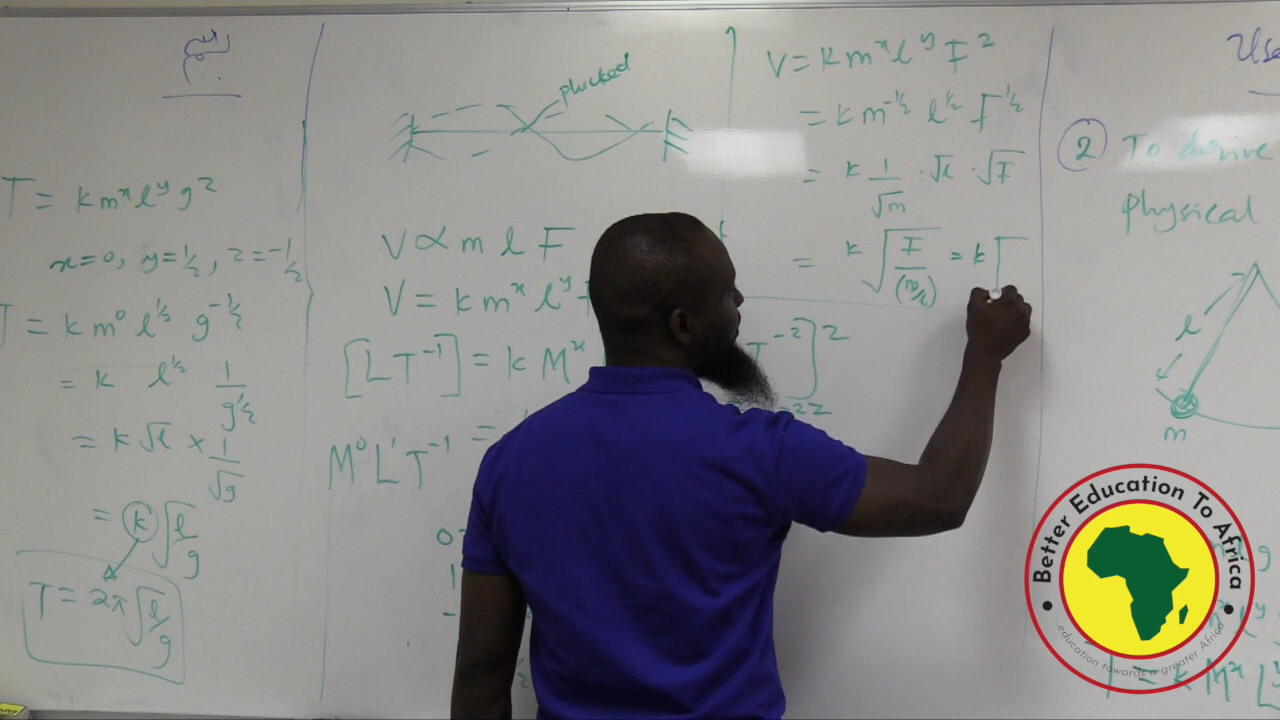 T = k m^x l^y g^z
x=0, y=1/2, z=-1/2
T = k m^0 l^1/2 g^-1/2
= k l^1/2 1/g^1/2
= k √l × 1/√g
= k √l/g
T = 2π √l/g
plucked
V ∝ m l F
V = k m^x l^y
[LT^-1] = k M^x T^-2]^z
M^0 L^1 T^-1 =
V = k m^x l^y F^z
= k m^-1/2 l^1/2 F^1/2
= k 1/√m · √l · √F
= k √F/(m/l) = k √
Use
2 To derive
physical
l
m
Better Education To Africa
...education towards a greater Africa